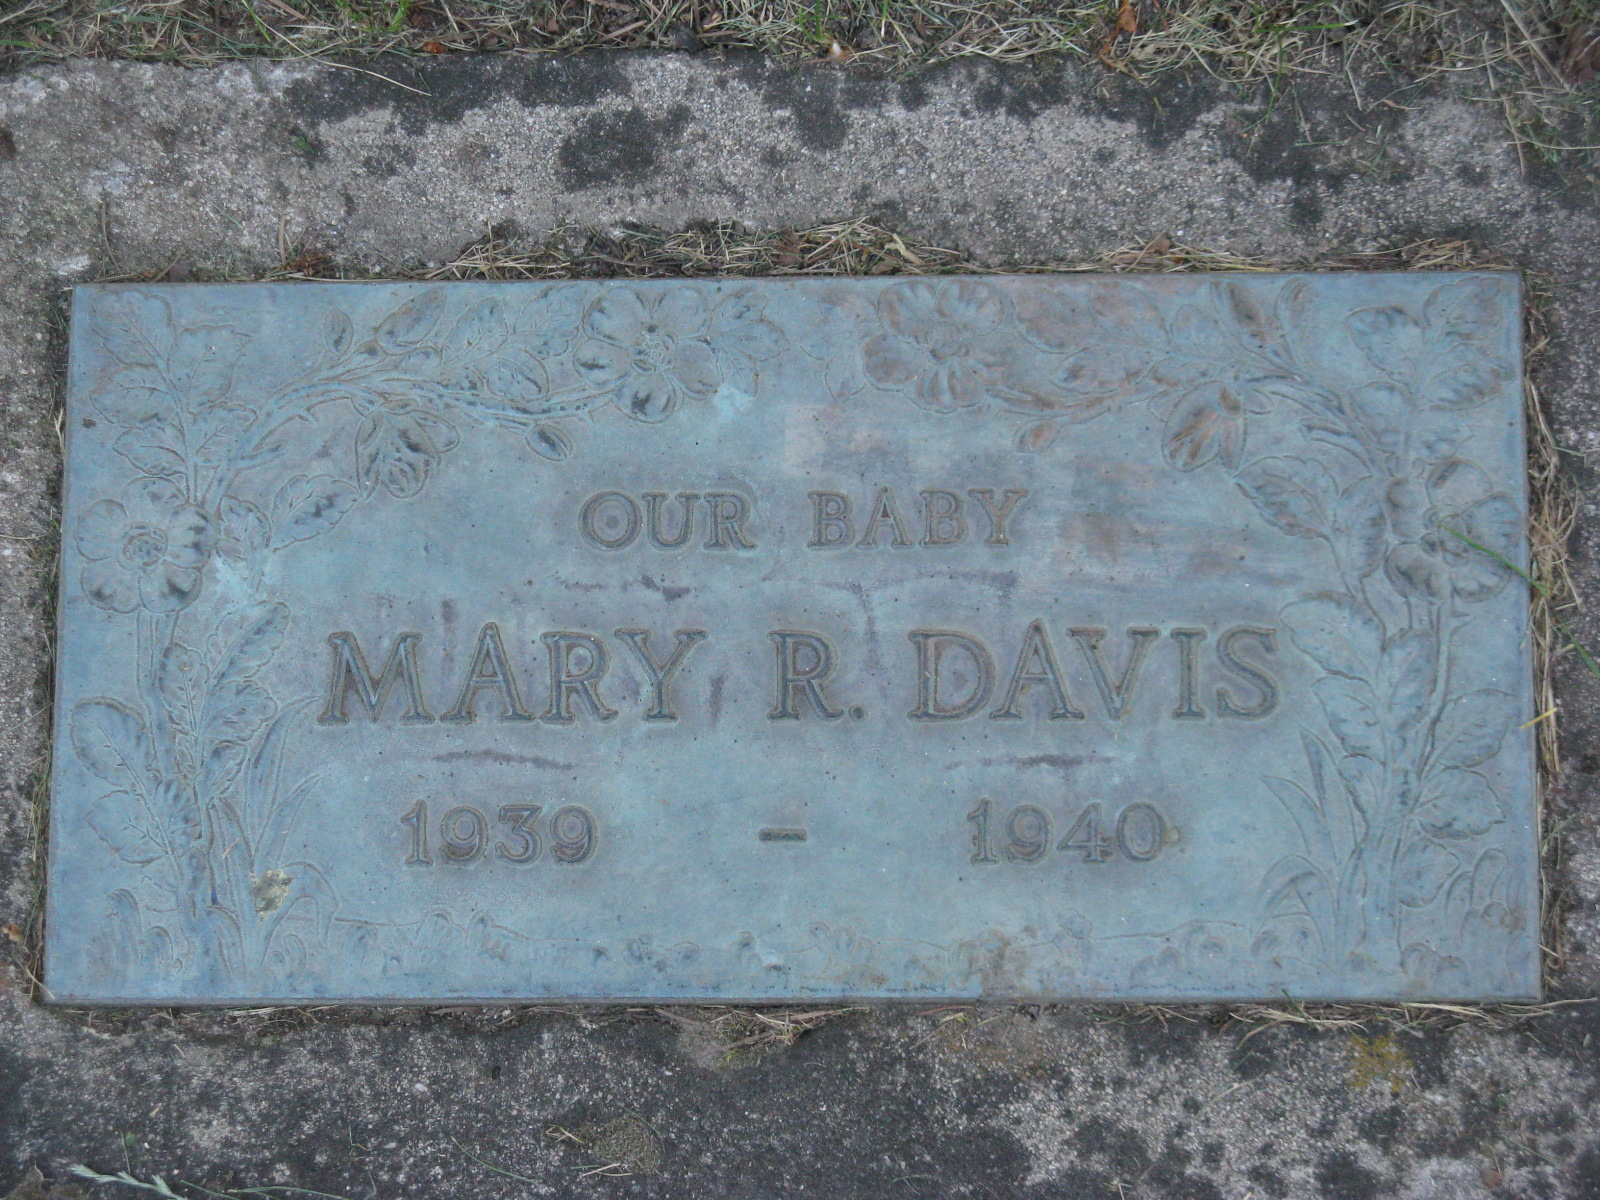 OUR BABY
MARY R. DAVIS
1939 – 1940